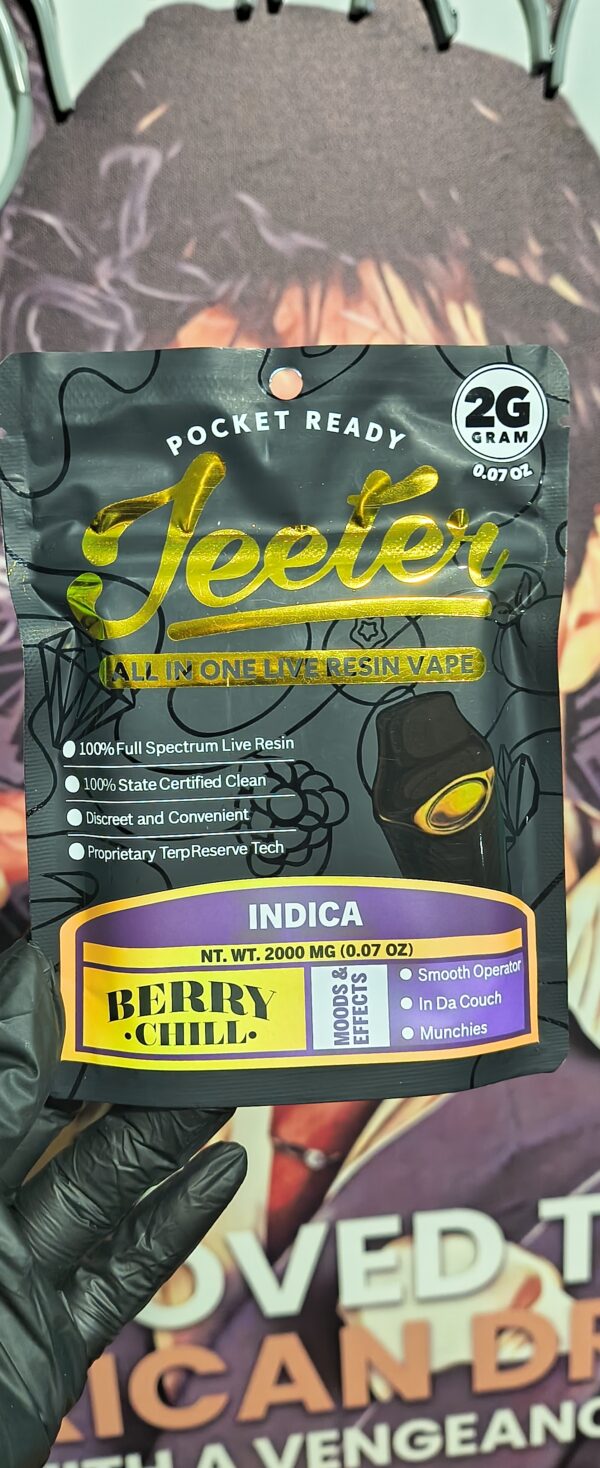 POCKET READY
2G
GRAM
0.07 OZ
Jeeter
ALL IN ONE LIVE RESIN VAPE
100% Full Spectrum Live Resin
100% State Certified Clean
Discreet and Convenient
Proprietary TerpReserve Tech
INDICA
NT. WT. 2000 MG (0.07 OZ)
BERRY
·CHILL·
MOODS &
EFFECTS
Smooth Operator
In Da Couch
Munchies
OVED T
ICAN DR
ITH A VENGEANC